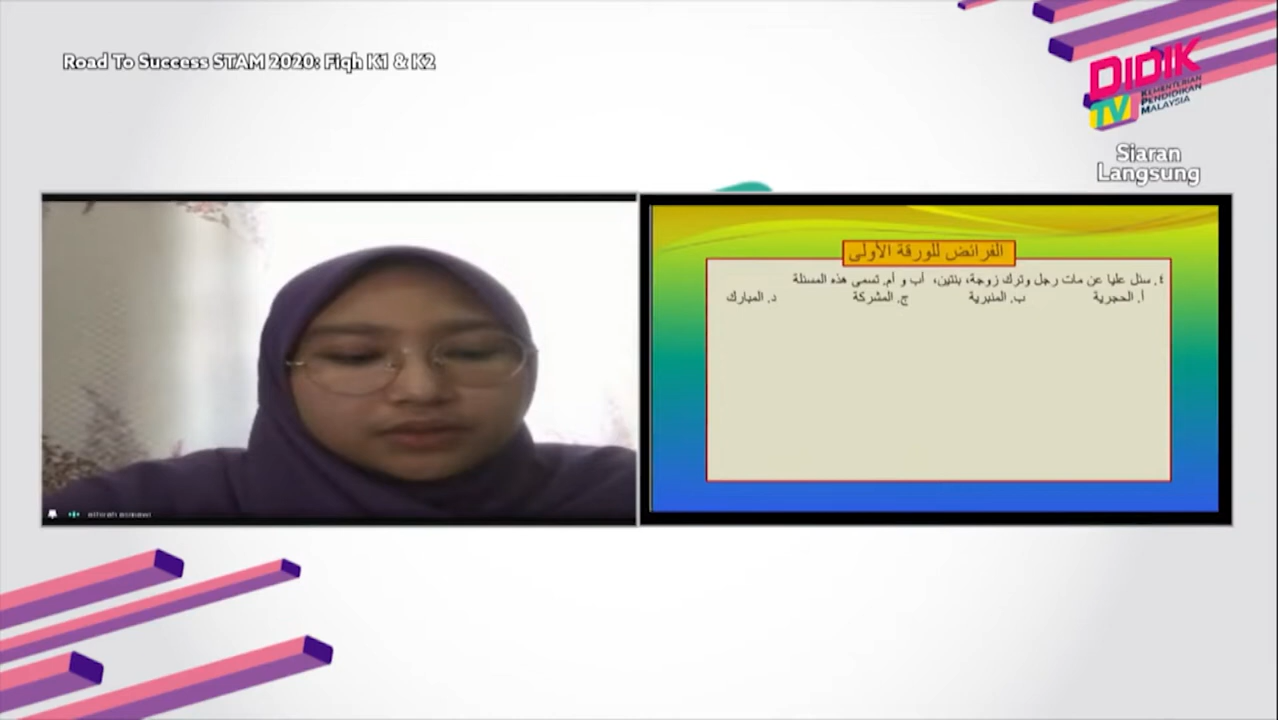 Road To Success STAM 2020: Fiqh K1 & K2
DIDIK
TV
KEMENTERIAN
PENDIDIKAN
MALAYSIA
Siaran
Langsung
الفرائض للورقة الأولى
٤. سئل عليا عن مات رجل وترك زوجة، بنتين، أب و أم. تسمى هذه المسئلة
أ. الحجرية ب. المنبرية ج. المشركة د. المبارك